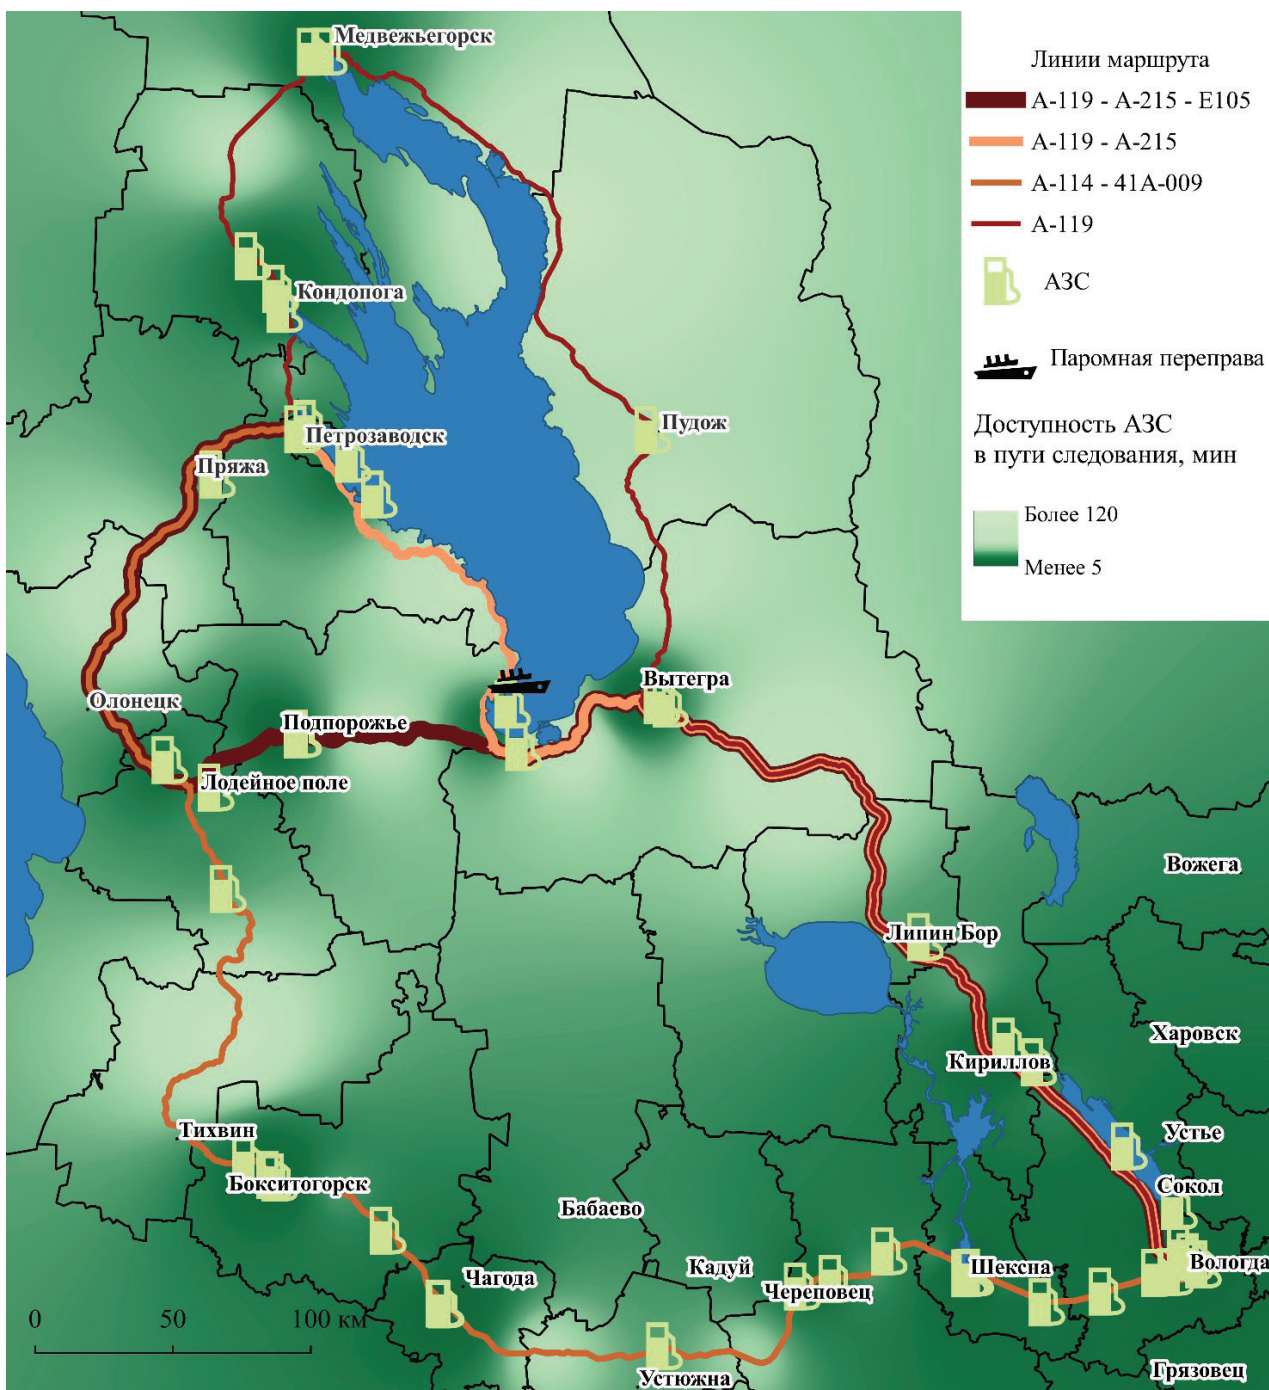 Медвежьегорск
Кондопога
Петрозаводск
Пряжа
Пудож
Олонецк
Подпорожье
Вытегра
Лодейное поле
Липин Бор
Вожега
Кириллов
Харовск
Тихвин
Устье
Бокситогорск
Сокол
Бабаево
Чагода
Кадуй
Череповец
Шексна
Вологда
Устюжна
Грязовец
0 50 100 км
Линии маршрута
А-119 - А-215 - Е105
А-119 - А-215
А-114 - 41А-009
А-119
АЗС
Паромная переправа
Доступность АЗС
в пути следования, мин
Более 120
Менее 5